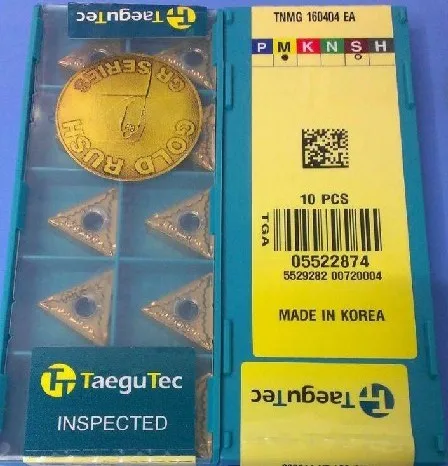 TaeguTec
GR SERIES
GOLD RUSH
TaeguTec
INSPECTED
TNMG 160404 EA
P M K N S H
10 PCS
TGA
05522874
5529282 00720004
MADE IN KOREA
TaeguTec